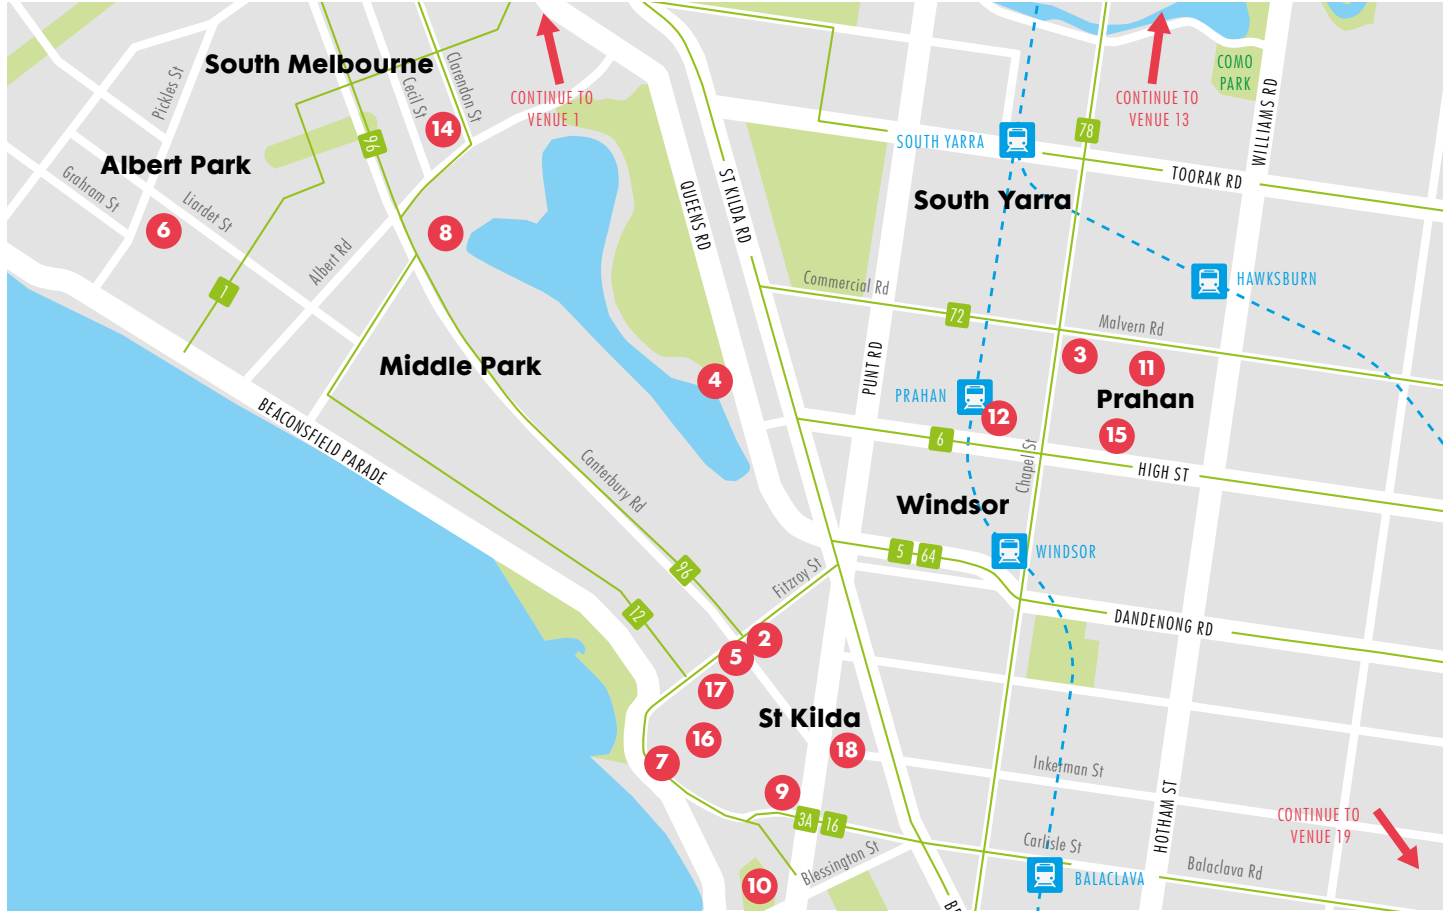 South Melbourne
Pickles St
Cecil St
Clarendon St
CONTINUE TO
VENUE 1
CONTINUE TO
VENUE 13
COMO
PARK
WILLIAMS RD
14
96
78
SOUTH YARRA
TOORAK RD
Albert Park
Grahram St
Liardet St
6
8
Albert Rd
1
QUEENS RD
ST KILDA RD
South Yarra
HAWKSBURN
Commercial Rd
72
Malvern Rd
Middle Park
4
PUNT RD
3
11
PRAHAN
12
Prahan
15
6
Chapel St
HIGH ST
BEACONSFIELD PARADE
Canterbury Rd
Windsor
5
64
WINDSOR
96
Fitzroy St
12
DANDENONG RD
2
5
17
St Kilda
16
18
7
Inkerman St
9
3A
16
HOTHAM ST
CONTINUE TO
VENUE 19
Carlisle St
Blessington St
Balaclava Rd
BALACLAVA
10